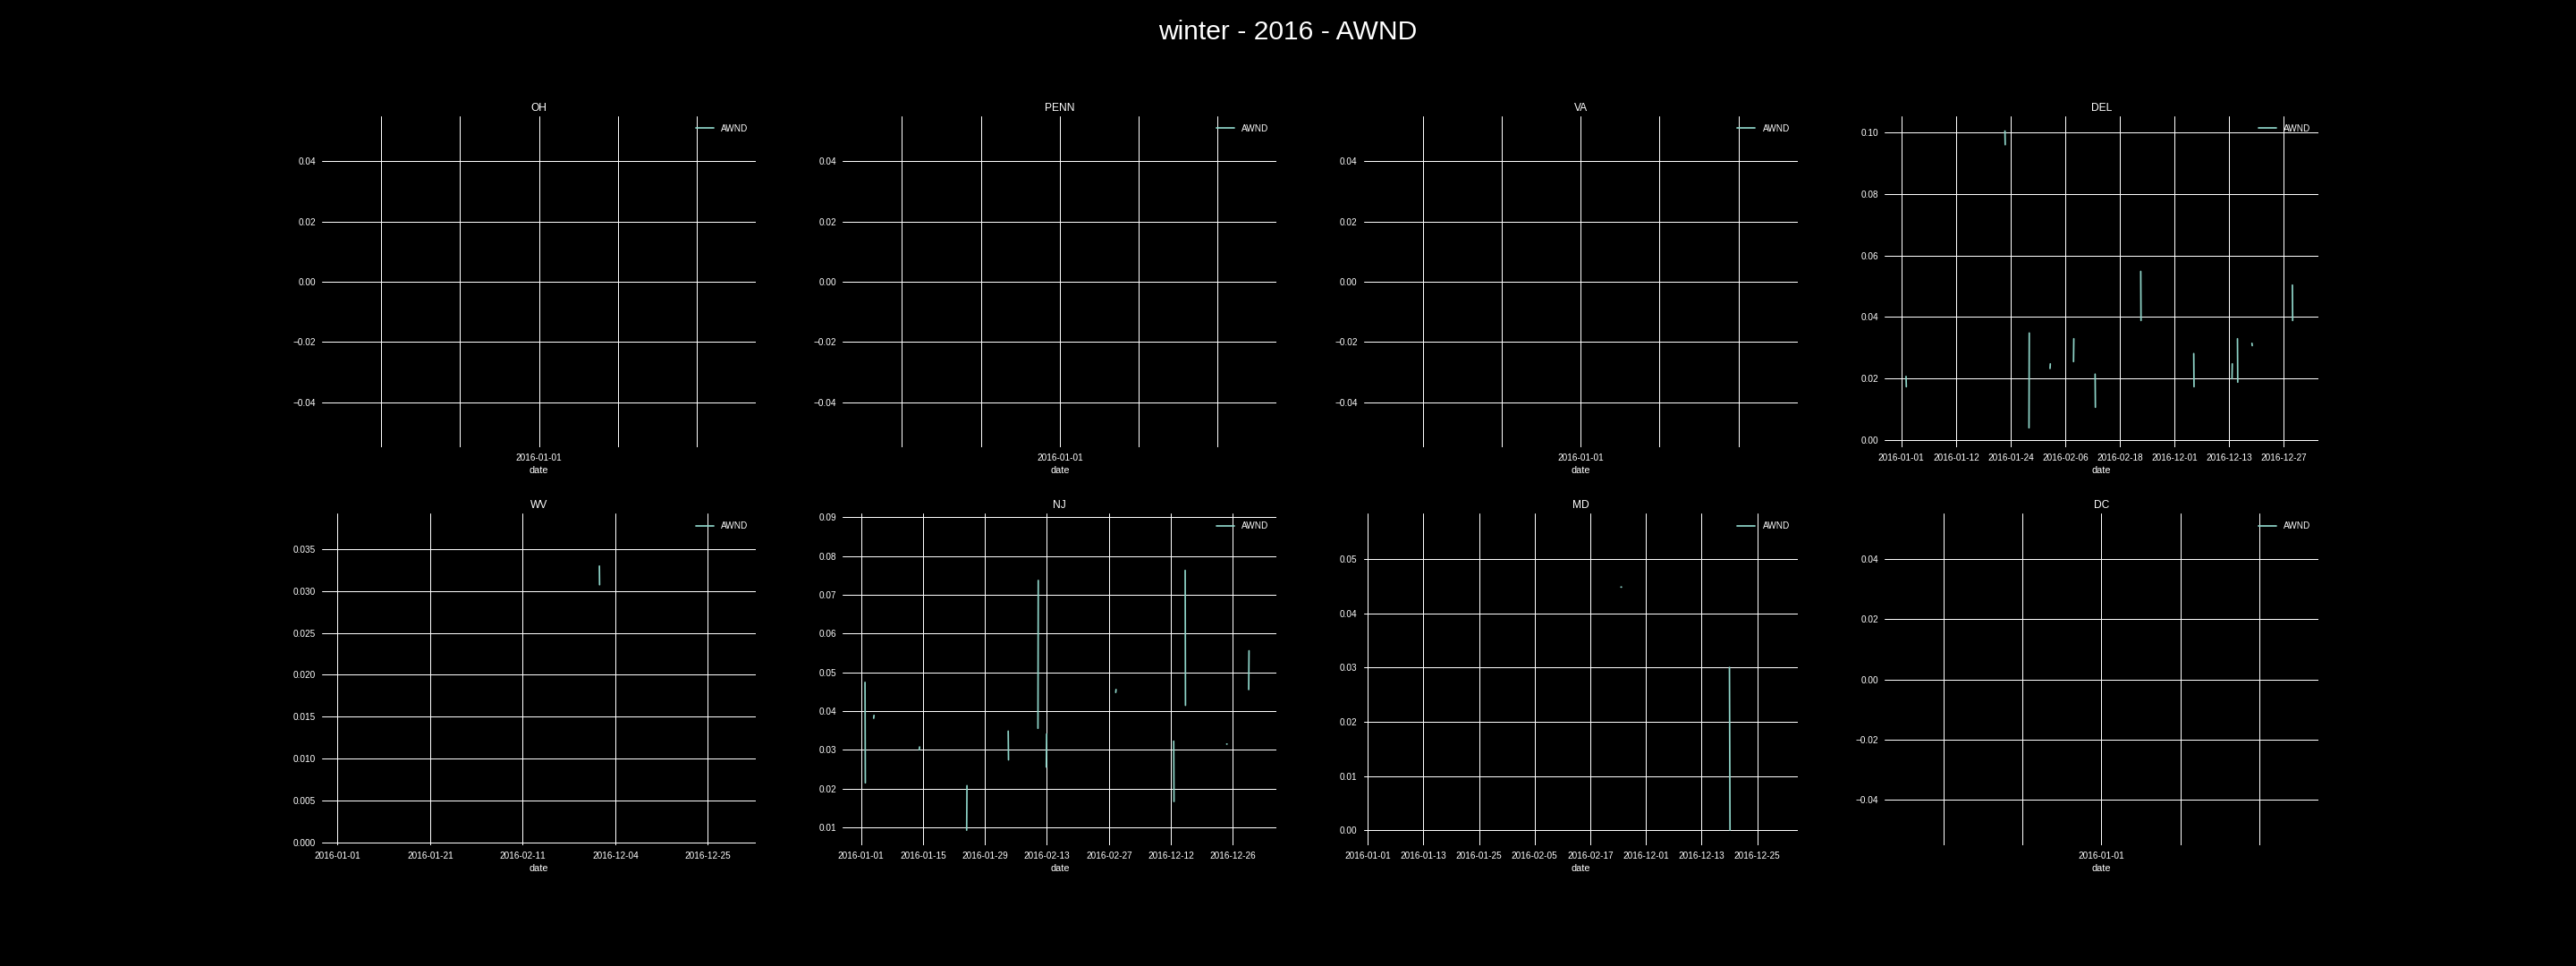 winter - 2016 - AWND
OH
AWND
0.04
0.02
0.00
−0.02
−0.04
2016-01-01
date
PENN
AWND
0.04
0.02
0.00
−0.02
−0.04
2016-01-01
date
VA
AWND
0.04
0.02
0.00
−0.02
−0.04
2016-01-01
date
DEL
AWND
0.10
0.08
0.06
0.04
0.02
0.00
2016-01-01 2016-01-12 2016-01-24 2016-02-06 2016-02-18 2016-12-01 2016-12-13 2016-12-27
date
WV
AWND
0.035
0.030
0.025
0.020
0.015
0.010
0.005
0.000
2016-01-01 2016-01-21 2016-02-11 2016-12-04 2016-12-25
date
NJ
AWND
0.09
0.08
0.07
0.06
0.05
0.04
0.03
0.02
0.01
2016-01-01 2016-01-15 2016-01-29 2016-02-13 2016-02-27 2016-12-12 2016-12-26
date
MD
AWND
0.05
0.04
0.03
0.02
0.01
0.00
2016-01-01 2016-01-13 2016-01-25 2016-02-05 2016-02-17 2016-12-01 2016-12-13 2016-12-25
date
DC
AWND
0.04
0.02
0.00
−0.02
−0.04
2016-01-01
date